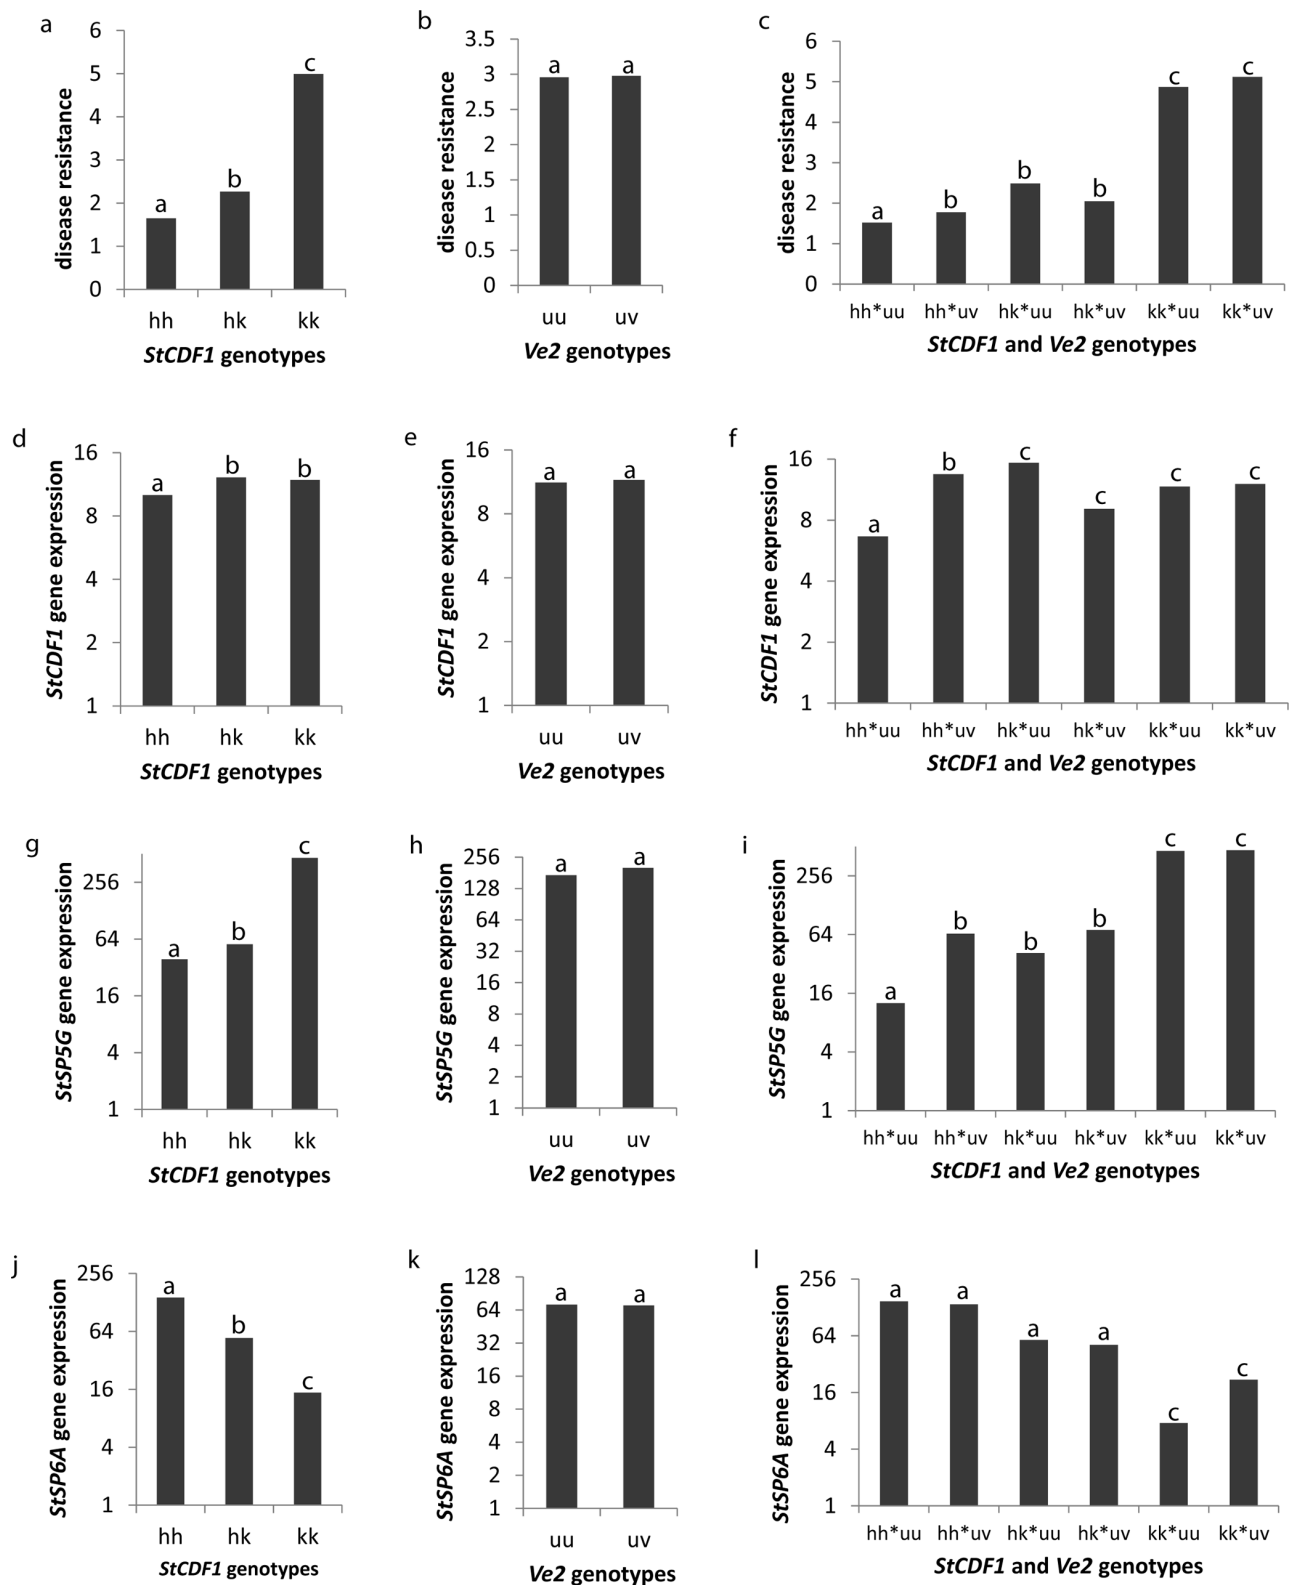 a
disease resistance
6
5
4
3
2
1
0
a
b
c
hh hk kk
StCDF1 genotypes
b
disease resistance
3.5
3
2.5
2
1.5
1
0.5
0
a a
uu uv
Ve2 genotypes
c
disease resistance
6
5
4
3
2
1
0
a b b b c c
hh*uu hh*uv hk*uu hk*uv kk*uu kk*uv
StCDF1 and Ve2 genotypes
d
StCDF1 gene expression
16
8
4
2
1
a b b
hh hk kk
StCDF1 genotypes
e
StCDF1 gene expression
16
8
4
2
1
a a
uu uv
Ve2 genotypes
f
StCDF1 gene expression
16
8
4
2
1
a b c c c c
hh*uu hh*uv hk*uu hk*uv kk*uu kk*uv
StCDF1 and Ve2 genotypes
g
StSP5G gene expression
256
64
16
4
1
a b c
hh hk kk
StCDF1 genotypes
h
StSP5G gene expression
256
128
64
32
16
8
4
2
1
a a
uu uv
Ve2 genotypes
i
StSP5G gene expression
256
64
16
4
1
a b b b c c
hh*uu hh*uv hk*uu hk*uv kk*uu kk*uv
StCDF1 and Ve2 genotypes
j
StSP6A gene expression
256
64
16
4
1
a b c
hh hk kk
StCDF1 genotypes
k
StSP6A gene expression
128
64
32
16
8
4
2
1
a a
uu uv
Ve2 genotypes
l
StSP6A gene expression
256
64
16
4
1
a a a a c c
hh*uu hh*uv hk*uu hk*uv kk*uu kk*uv
StCDF1 and Ve2 genotypes